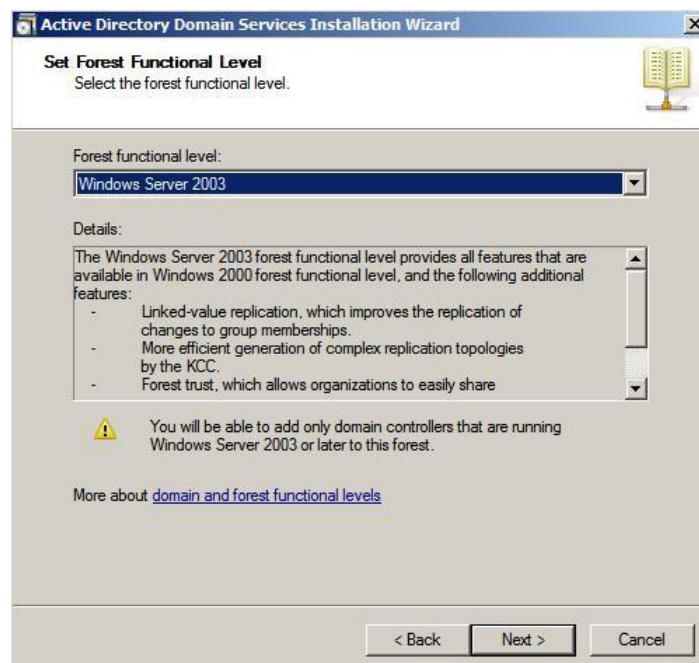 Active Directory Domain Services Installation Wizard
Set Forest Functional Level
Select the forest functional level.
Forest functional level:
Windows Server 2003
Details:
The Windows Server 2003 forest functional level provides all features that are
available in Windows 2000 forest functional level, and the following additional
features:
- Linked-value replication, which improves the replication of
changes to group memberships.
- More efficient generation of complex replication topologies
by the KCC.
- Forest trust, which allows organizations to easily share
You will be able to add only domain controllers that are running
Windows Server 2003 or later to this forest.
More about domain and forest functional levels
< Back
Next >
Cancel